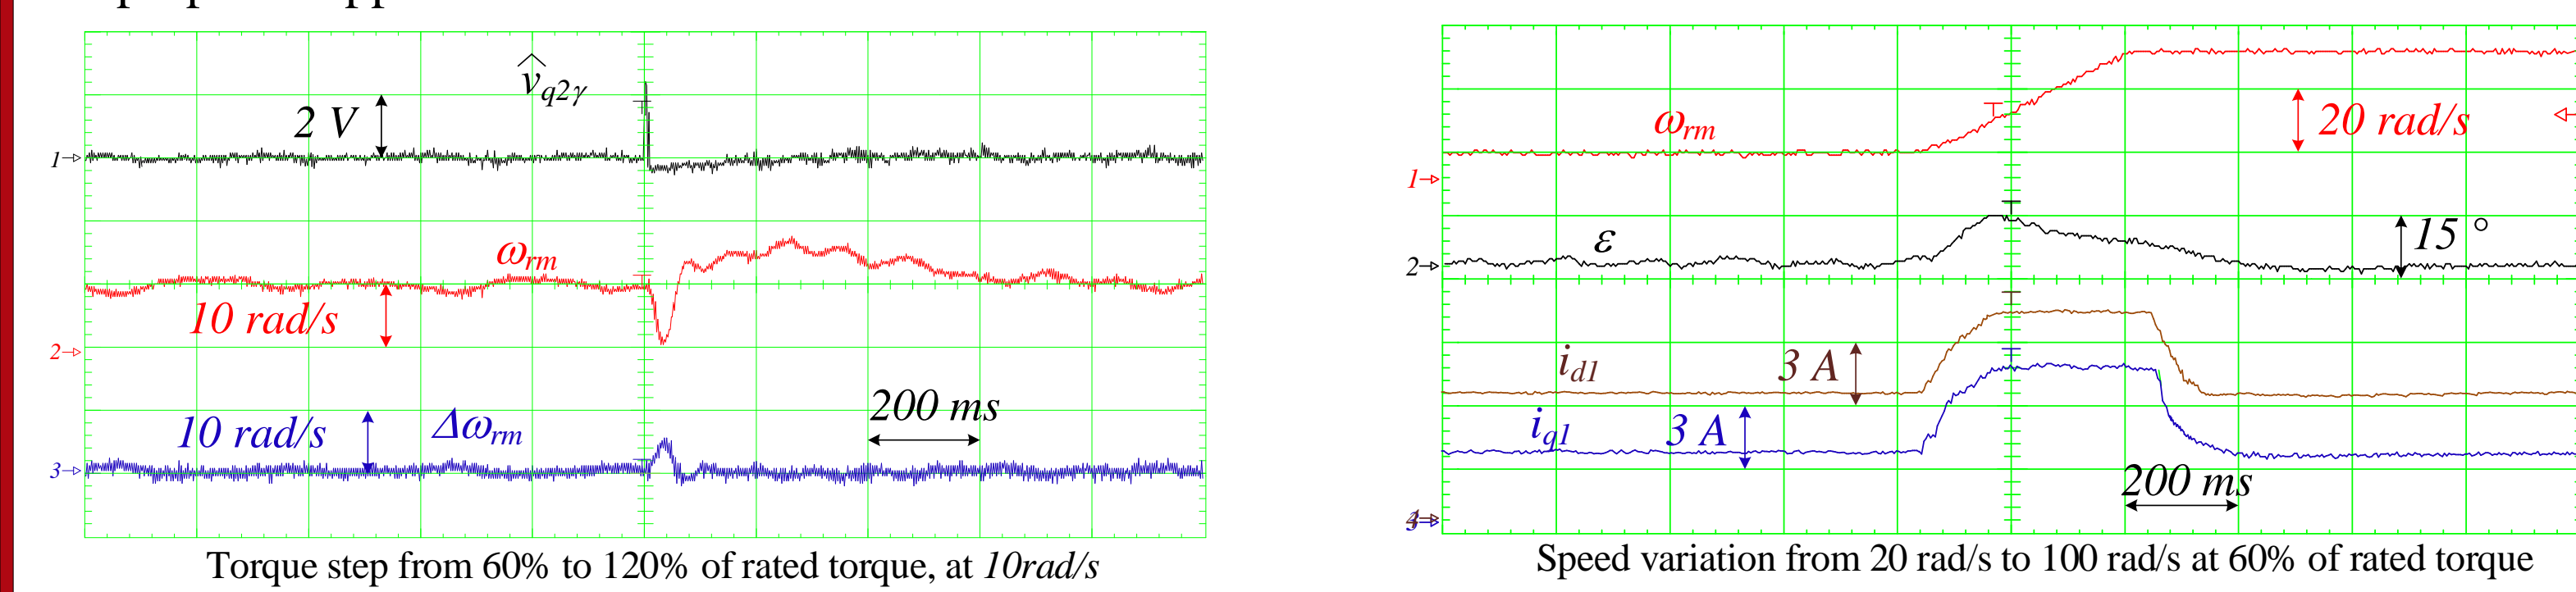 v̂q2γ
2 V
1
ωrm
10 rad/s
2
200 ms
10 rad/s
Δωrm
3
Torque step from 60% to 120% of rated torque, at 10rad/s
ωrm
20 rad/s
1
ε
15 °
2
id1
3 A
iq1
3 A
200 ms
Speed variation from 20 rad/s to 100 rad/s at 60% of rated torque